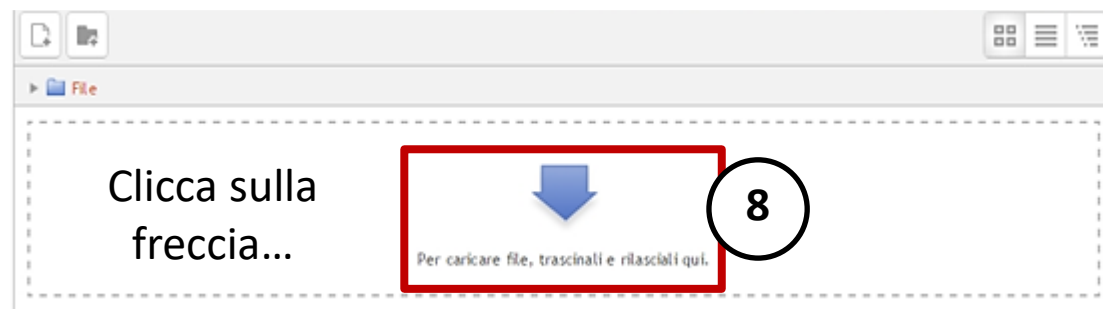 File
Clicca sulla
freccia…
8
Per caricare file, trascinali e rilasciali qui.